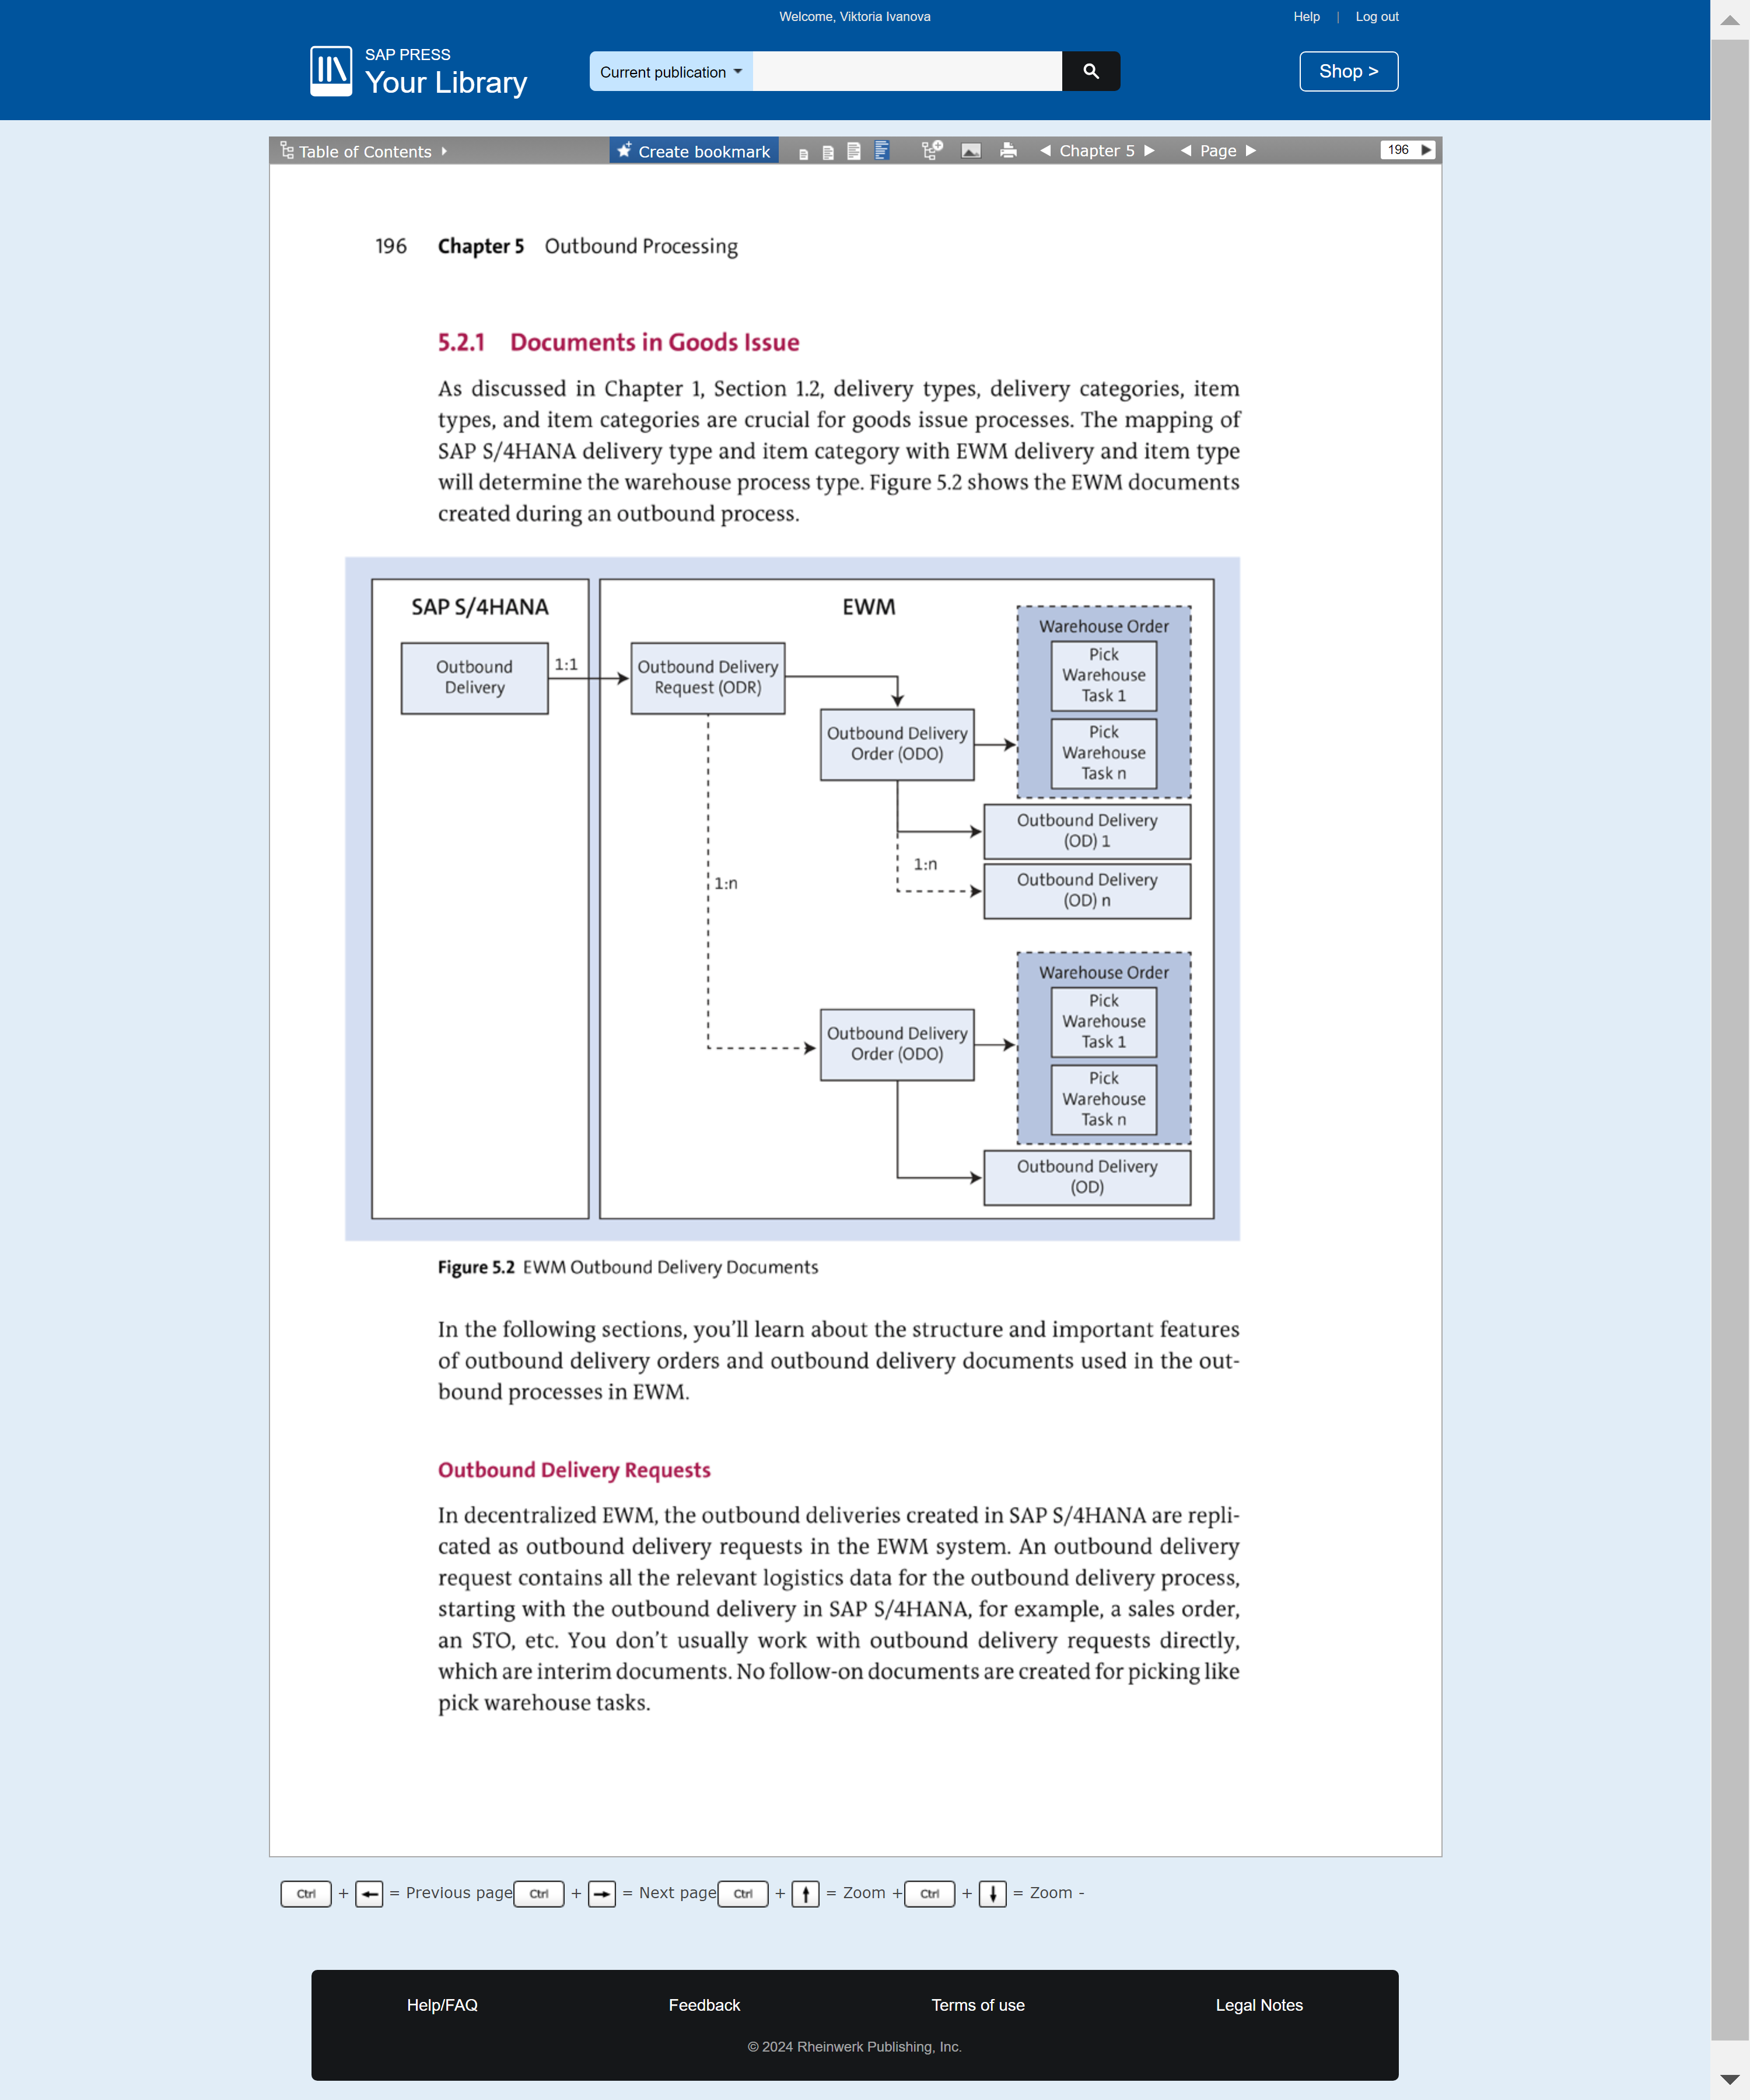 Welcome, Viktoria Ivanova
Help | Log out
SAP PRESS
Your Library
Current publication
Shop >
Table of Contents
Create bookmark
Chapter 5
Page
196
196 Chapter 5 Outbound Processing
5.2.1 Documents in Goods Issue
As discussed in Chapter 1, Section 1.2, delivery types, delivery categories, item
types, and item categories are crucial for goods issue processes. The mapping of
SAP S/4HANA delivery type and item category with EWM delivery and item type
will determine the warehouse process type. Figure 5.2 shows the EWM documents
created during an outbound process.
SAP S/4HANA
EWM
Outbound
Delivery
1:1
Outbound Delivery
Request (ODR)
Warehouse Order
Pick
Warehouse
Task 1
Pick
Warehouse
Task n
Outbound Delivery
Order (ODO)
Outbound Delivery
(OD) 1
1:n
Outbound Delivery
(OD) n
1:n
Warehouse Order
Pick
Warehouse
Task 1
Pick
Warehouse
Task n
Outbound Delivery
Order (ODO)
Outbound Delivery
(OD)
Figure 5.2 EWM Outbound Delivery Documents
In the following sections, you’ll learn about the structure and important features
of outbound delivery orders and outbound delivery documents used in the out-
bound processes in EWM.
Outbound Delivery Requests
In decentralized EWM, the outbound deliveries created in SAP S/4HANA are repli-
cated as outbound delivery requests in the EWM system. An outbound delivery
request contains all the relevant logistics data for the outbound delivery process,
starting with the outbound delivery in SAP S/4HANA, for example, a sales order,
an STO, etc. You don’t usually work with outbound delivery requests directly,
which are interim documents. No follow-on documents are created for picking like
pick warehouse tasks.
Ctrl + ← = Previous page Ctrl + → = Next page Ctrl + ↑ = Zoom + Ctrl + ↓ = Zoom -
Help/FAQ
Feedback
Terms of use
Legal Notes
© 2024 Rheinwerk Publishing, Inc.